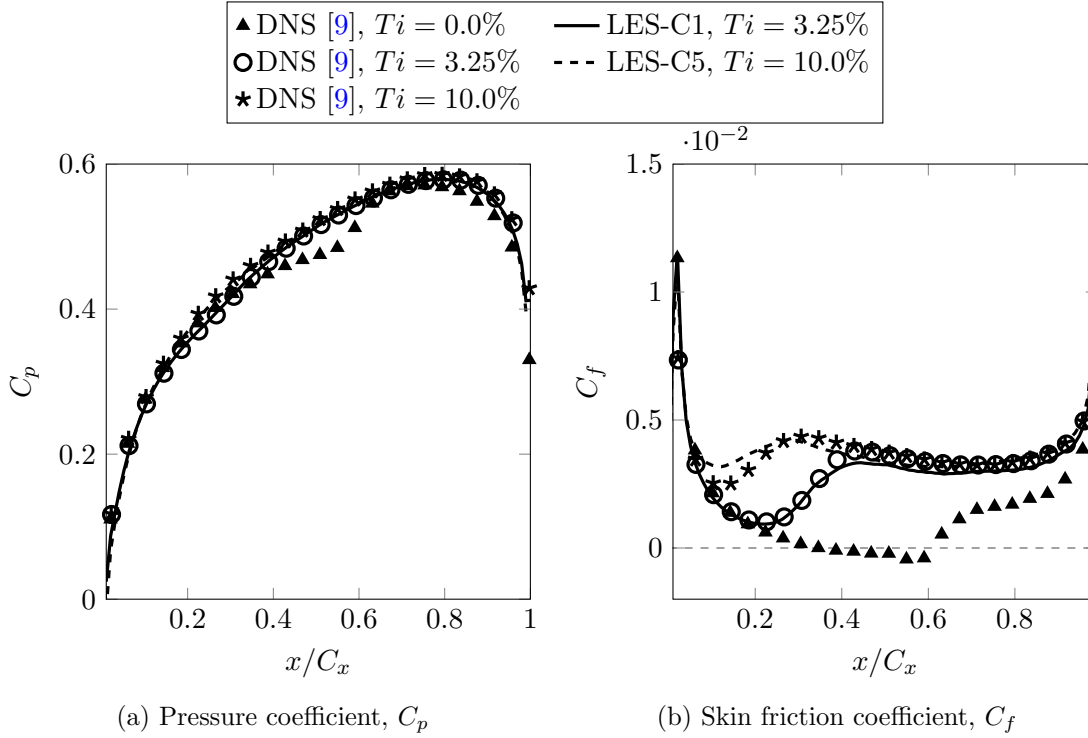 DNS [9], Ti = 0.0%
LES-C1, Ti = 3.25%
DNS [9], Ti = 3.25%
LES-C5, Ti = 10.0%
DNS [9], Ti = 10.0%
0.6
0.4
0.2
0
0.2 0.4 0.6 0.8 1
C_p
x/C_x
(a) Pressure coefficient, C_p
·10^{-2}
1.5
1
0.5
0
0.2 0.4 0.6 0.8
C_f
x/C_x
(b) Skin friction coefficient, C_f